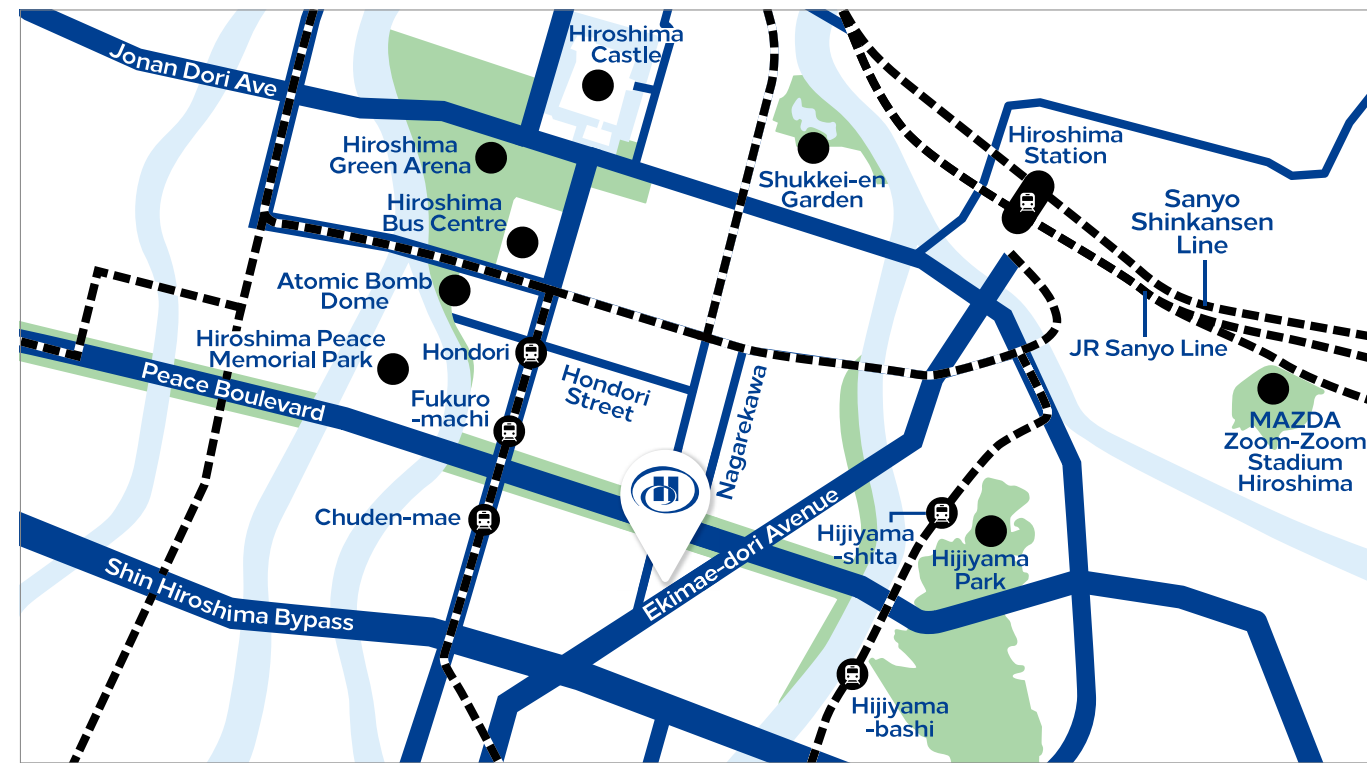 Hiroshima
Castle
Jonan Dori Ave
Hiroshima
Green Arena
Hiroshima
Station
Shukkei-en
Garden
Hiroshima
Bus Centre
Sanyo
Shinkansen
Line
Atomic Bomb
Dome
Hiroshima Peace
Memorial Park
Hondori
JR Sanyo Line
Peace Boulevard
Hondori
Street
Nagarekawa
Fukuro
-machi
MAZDA
Zoom-Zoom
Stadium
Hiroshima
H
Chuden-mae
Ekimae-dori Avenue
Hijiyama
-shita
Hijiyama
Park
Shin Hiroshima Bypass
Hijiyama
-bashi